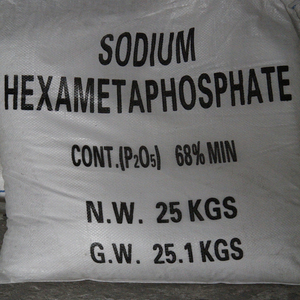 SODIUM
HEXAMETAPHOSPHATE
CONT.(P₂O₅) 68% MIN
N.W. 25 KGS
G.W. 25.1 KGS